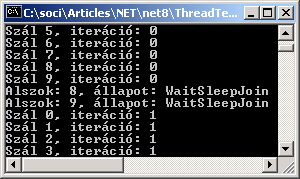 C:\soci\Articles\NET\net8\ThreadTe...
Szál 5, iteráció: 0
Szál 6, iteráció: 0
Szál 7, iteráció: 0
Szál 8, iteráció: 0
Szál 9, iteráció: 0
Alszok: 8, állapot: WaitSleepJoin
Alszok: 9, állapot: WaitSleepJoin
Szál 0, iteráció: 1
Szál 1, iteráció: 1
Szál 2, iteráció: 1
Szál 3, iteráció: 1